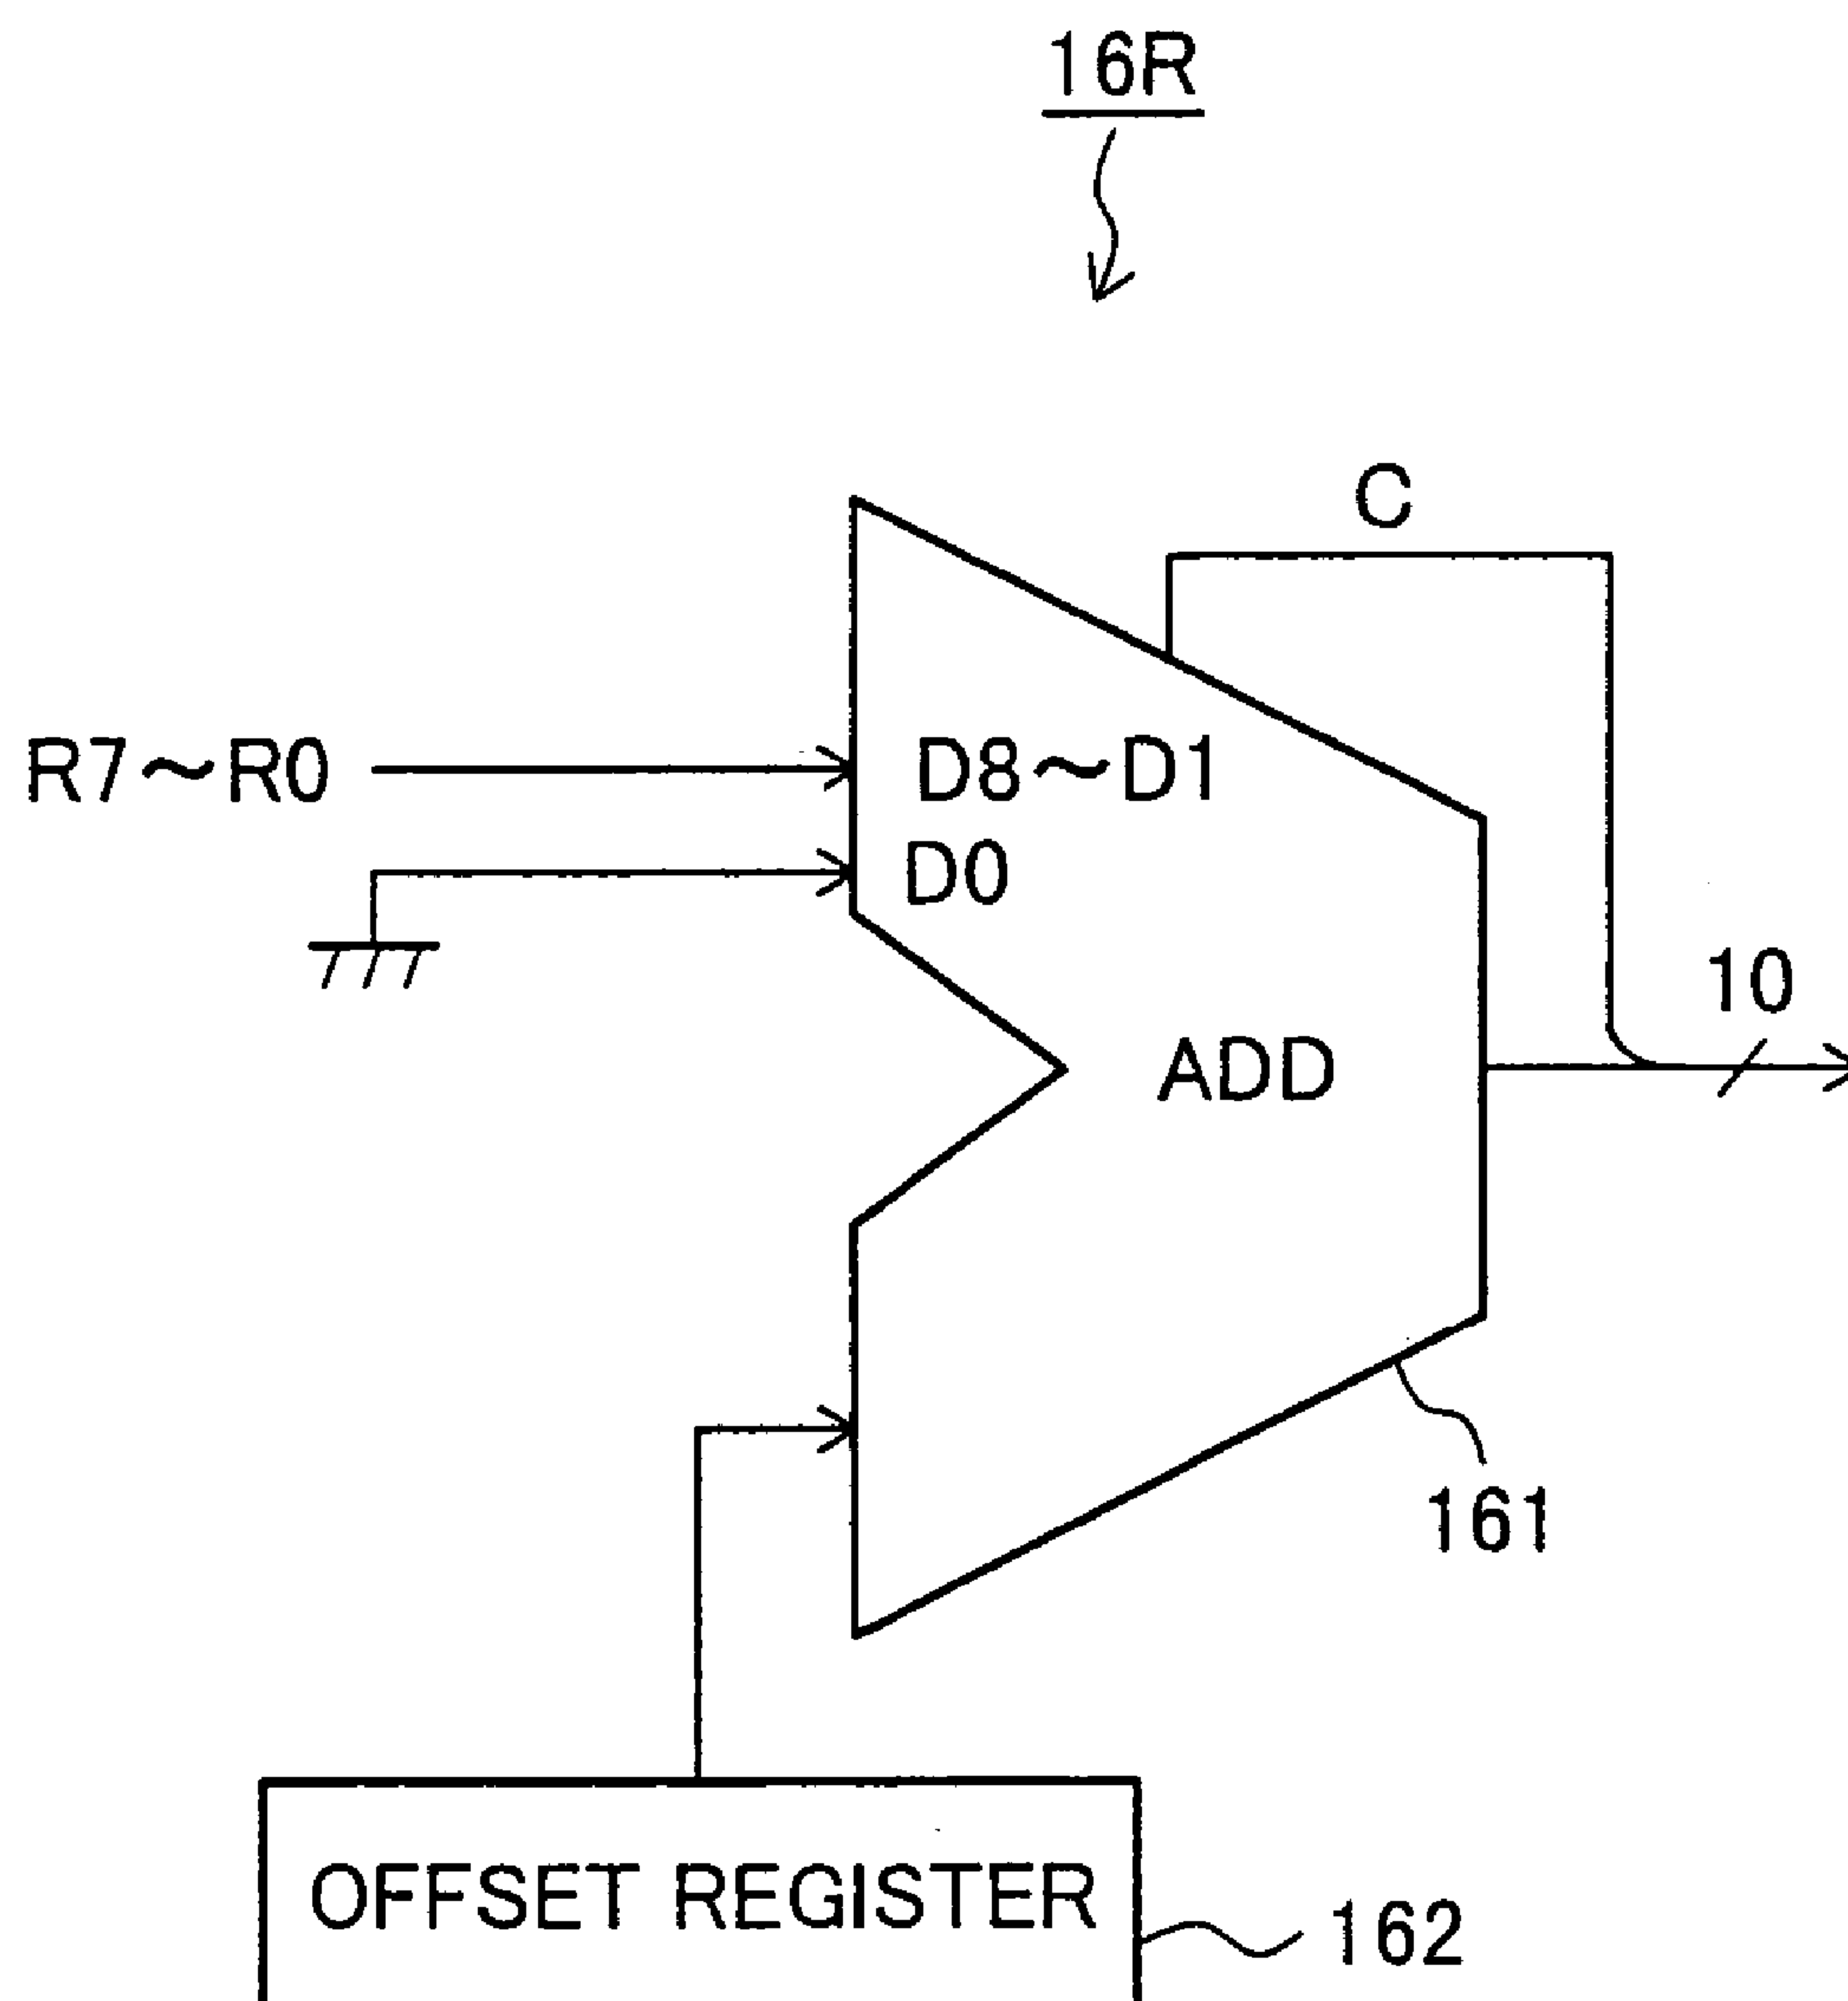 16R
C
R7～R0
D8～D1
D0
10
ADD
161
OFFSET REGISTER
162